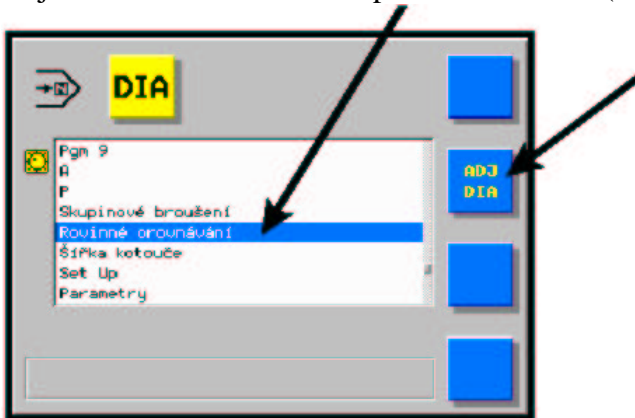 DIA
Pgm 9
A
P
Skupinové broušení
Rovinné orovnávání
Šířka kotouče
Set Up
Parametry
ADJ
DIA